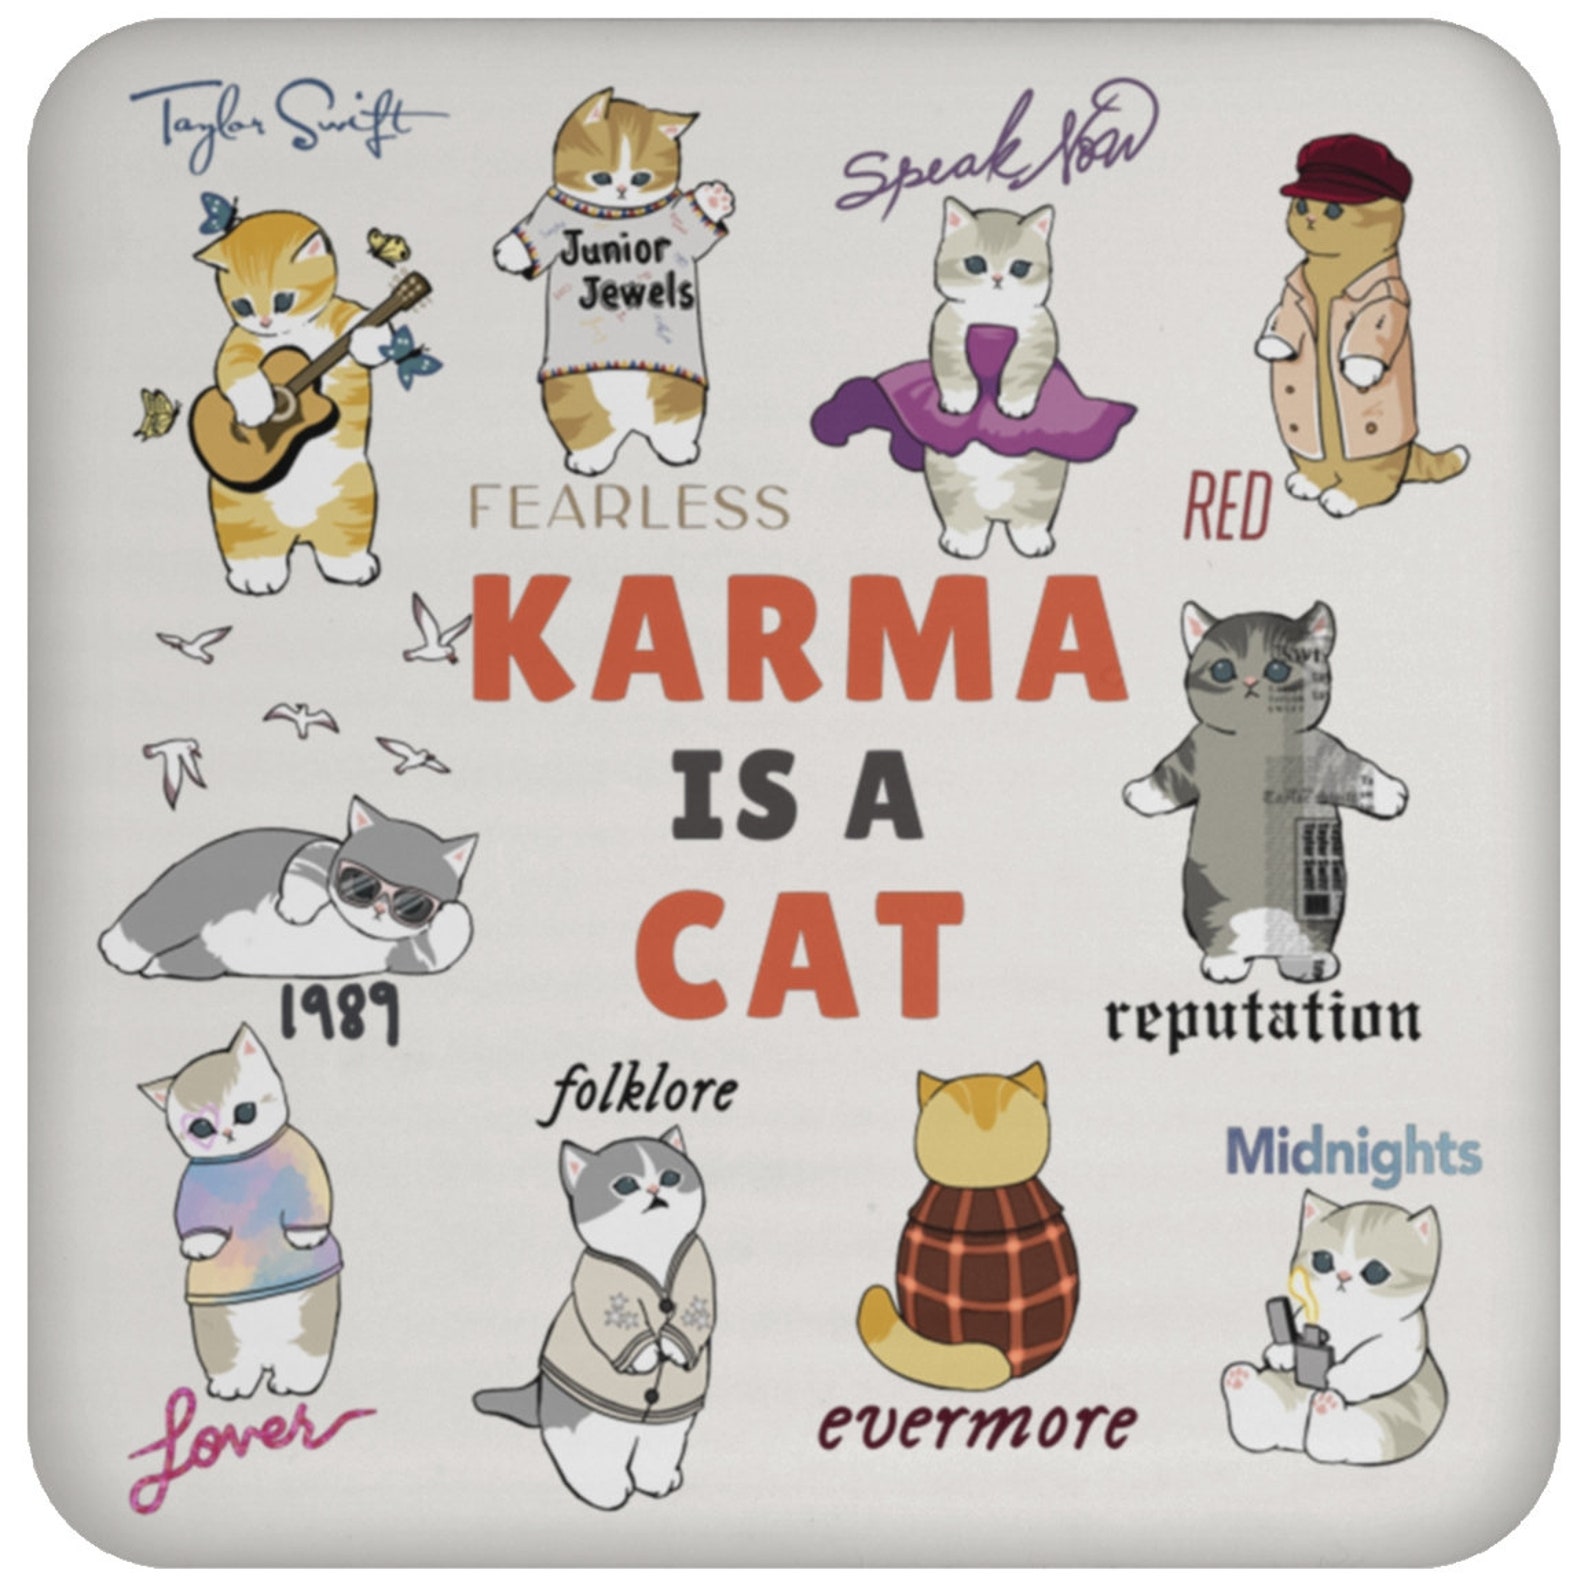 Taylor Swift
Junior
Jewels
FEARLESS
Speak Now
RED
KARMA
IS A
CAT
1989
reputation
Lover
folklore
evermore
Midnights